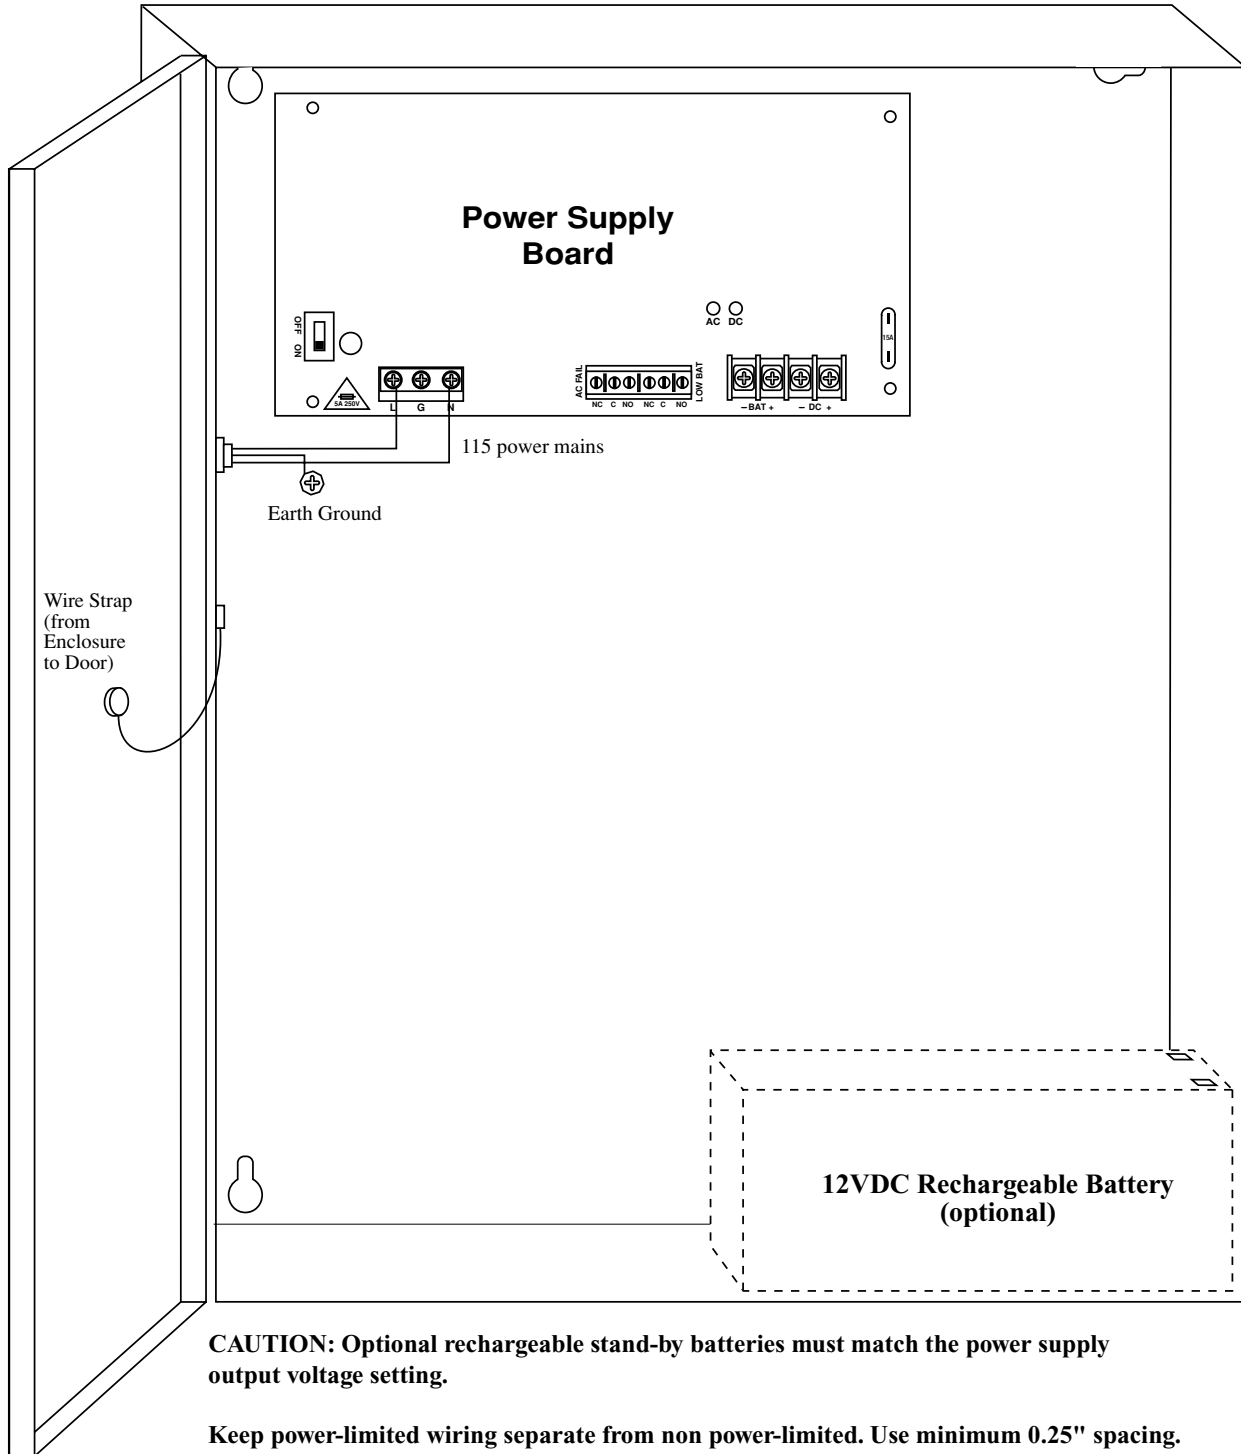 Power Supply
Board
OFF
ON
AC DC
15A
5A 250V
L G N
AC FAIL
NC C NO NC C NO
LOW BAT
– BAT + – DC +
115 power mains
Earth Ground
Wire Strap
(from
Enclosure
to Door)
12VDC Rechargeable Battery
(optional)
CAUTION: Optional rechargeable stand-by batteries must match the power supply
output voltage setting.
Keep power-limited wiring separate from non power-limited. Use minimum 0.25" spacing.